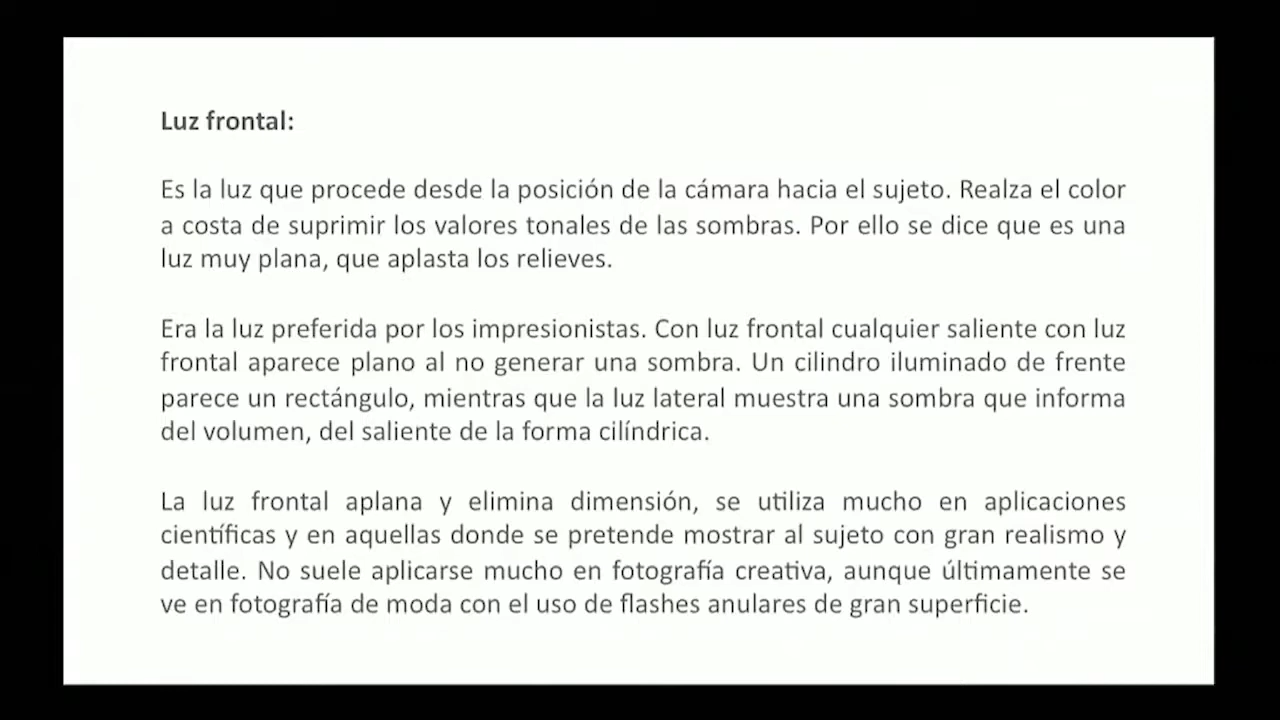 Luz frontal:
Es la luz que procede desde la posición de la cámara hacia el sujeto. Realza el color
a costa de suprimir los valores tonales de las sombras. Por ello se dice que es una
luz muy plana, que aplasta los relieves.
Era la luz preferida por los impresionistas. Con luz frontal cualquier saliente con luz
frontal aparece plano al no generar una sombra. Un cilindro iluminado de frente
parece un rectángulo, mientras que la luz lateral muestra una sombra que informa
del volumen, del saliente de la forma cilíndrica.
La luz frontal aplana y elimina dimensión, se utiliza mucho en aplicaciones
científicas y en aquellas donde se pretende mostrar al sujeto con gran realismo y
detalle. No suele aplicarse mucho en fotografía creativa, aunque últimamente se
ve en fotografía de moda con el uso de flashes anulares de gran superficie.